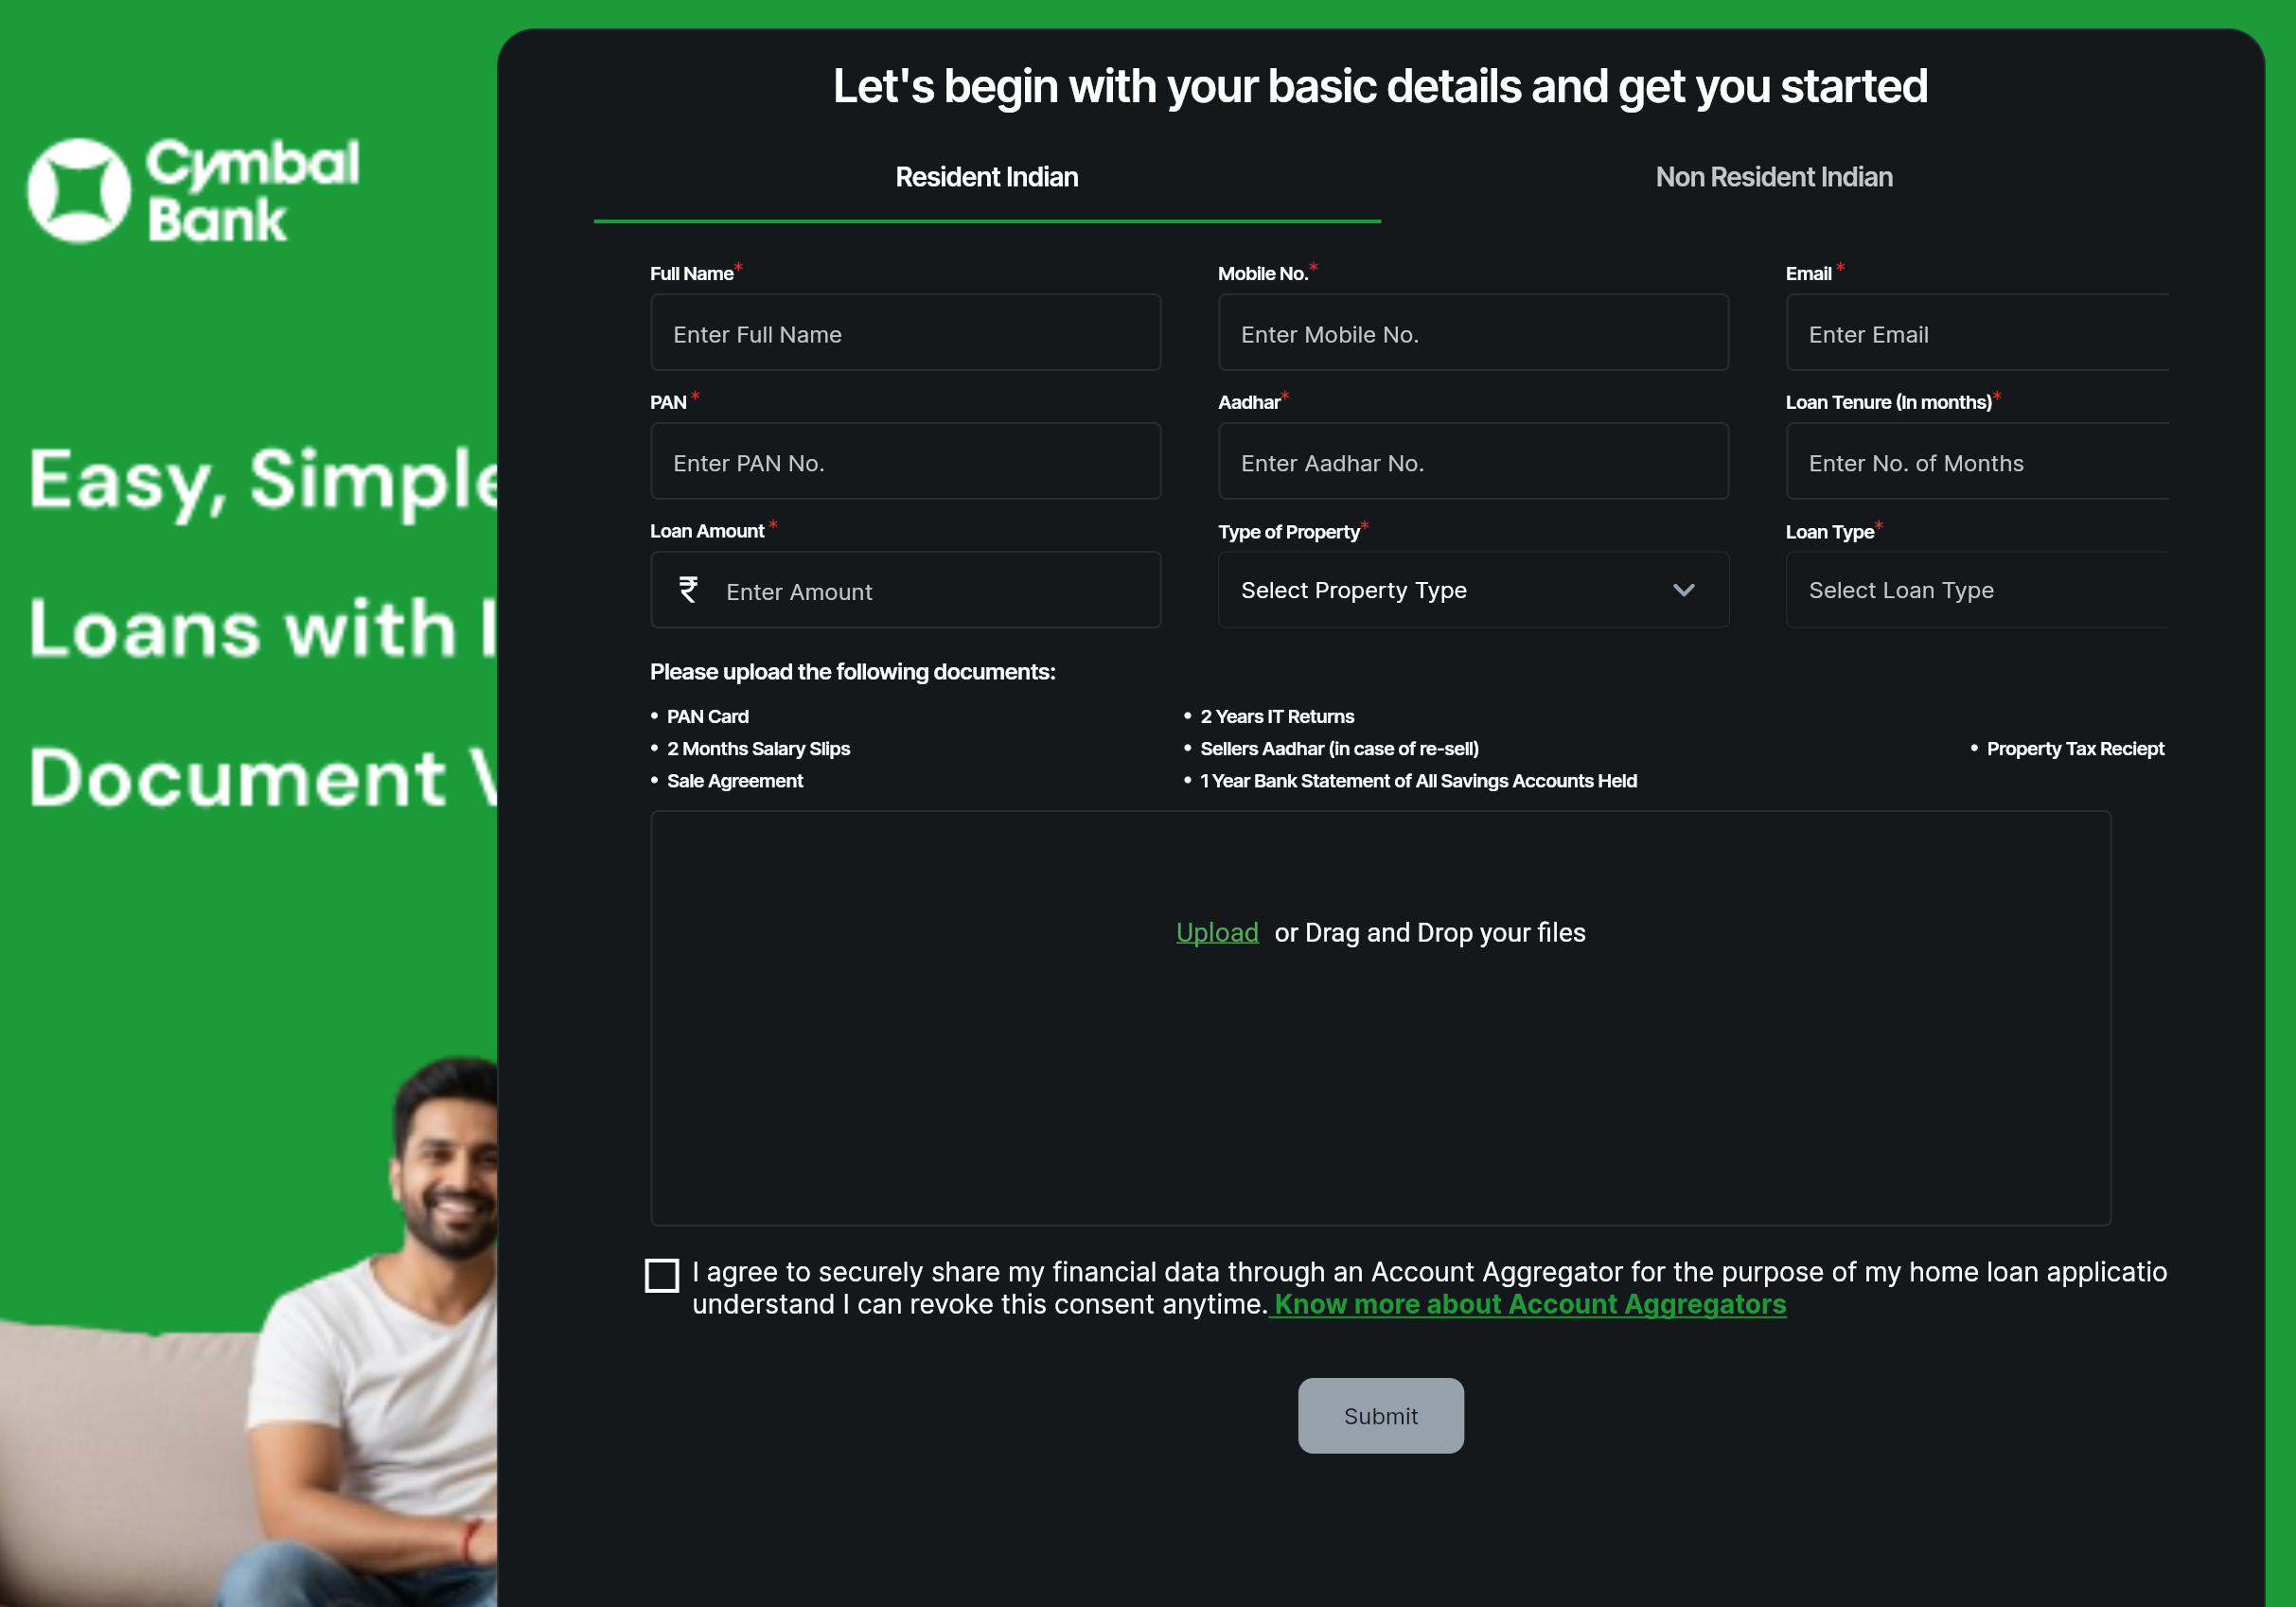 Cymbal
Bank
Easy, Simple
Loans with
Document
Let's begin with your basic details and get you started
Resident Indian
Non Resident Indian
Full Name*
Mobile No.*
Email *
Enter Full Name
Enter Mobile No.
Enter Email
PAN *
Aadhar*
Loan Tenure (In months)*
Enter PAN No.
Enter Aadhar No.
Enter No. of Months
Loan Amount *
Type of Property*
Loan Type*
₹ Enter Amount
Select Property Type
Select Loan Type
Please upload the following documents:
• PAN Card
• 2 Months Salary Slips
• Sale Agreement
• 2 Years IT Returns
• Sellers Aadhar (in case of re-sell)
• 1 Year Bank Statement of All Savings Accounts Held
• Property Tax Reciept
Upload or Drag and Drop your files
I agree to securely share my financial data through an Account Aggregator for the purpose of my home loan applicatio
understand I can revoke this consent anytime. Know more about Account Aggregators
Submit